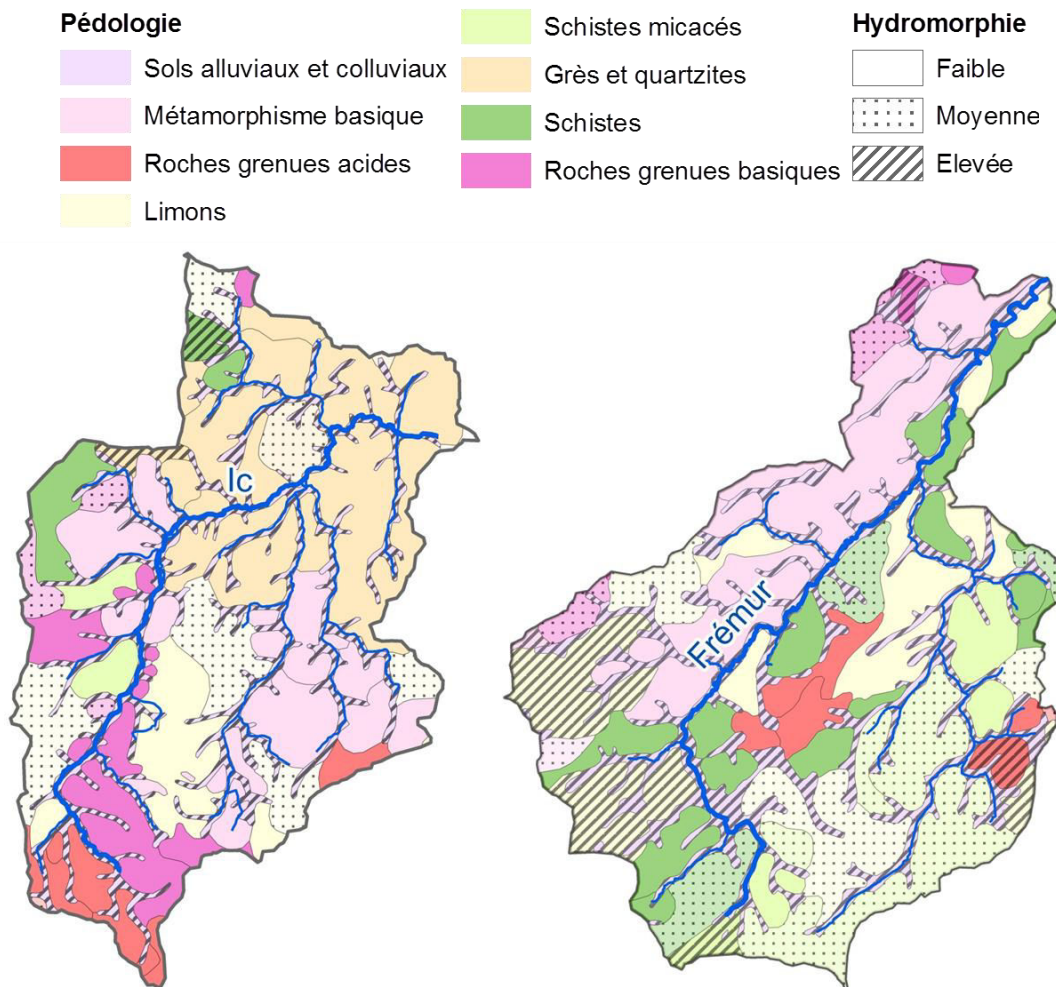 Pédologie
Sols alluviaux et colluviaux
Métamorphisme basique
Roches grenues acides
Limons
Schistes micacés
Grès et quartzites
Schistes
Roches grenues basiques
Hydromorphie
Faible
Moyenne
Elevée
Ic
Frémur